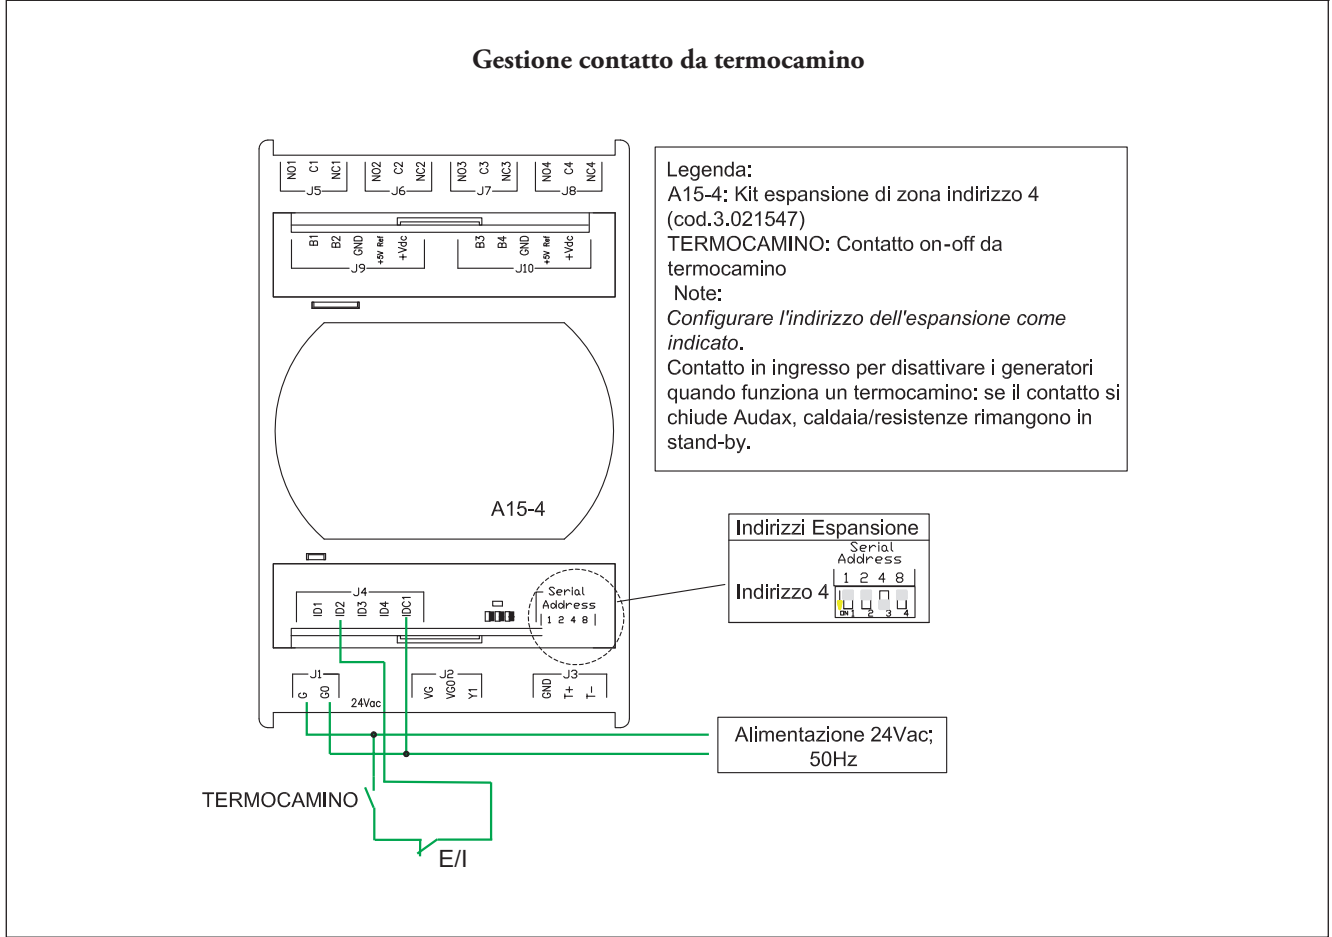 Gestione contatto da termocamino
NO1 C1 NC1 NO2 C2 NC2 NO3 C3 NC3 NO4 C4 NC4
J5 J6 J7 J8
B1 B2 GND +5V Ref +Vdc B3 B4 GND +5V Ref +Vdc
J9 J10
Legenda:
A15-4: Kit espansione di zona indirizzo 4
(cod.3.021547)
TERMOCAMINO: Contatto on-off da
termocamino
Note:
Configurare l'indirizzo dell'espansione come
indicato.
Contatto in ingresso per disattivare i generatori
quando funziona un termocamino: se il contatto si
chiude Audax, caldaia/resistenze rimangono in
stand-by.
A15-4
Indirizzi Espansione
Serial
Address
1 2 4 8
Indirizzo 4
ON 1 2 3 4
J4
ID1 ID2 ID3 ID4 IDC1
Serial
Address
1 2 4 8
J1 J2 J3
G G0 24Vac VG VG0 Y1 GND T+ T-
Alimentazione 24Vac;
50Hz
TERMOCAMINO
E/I